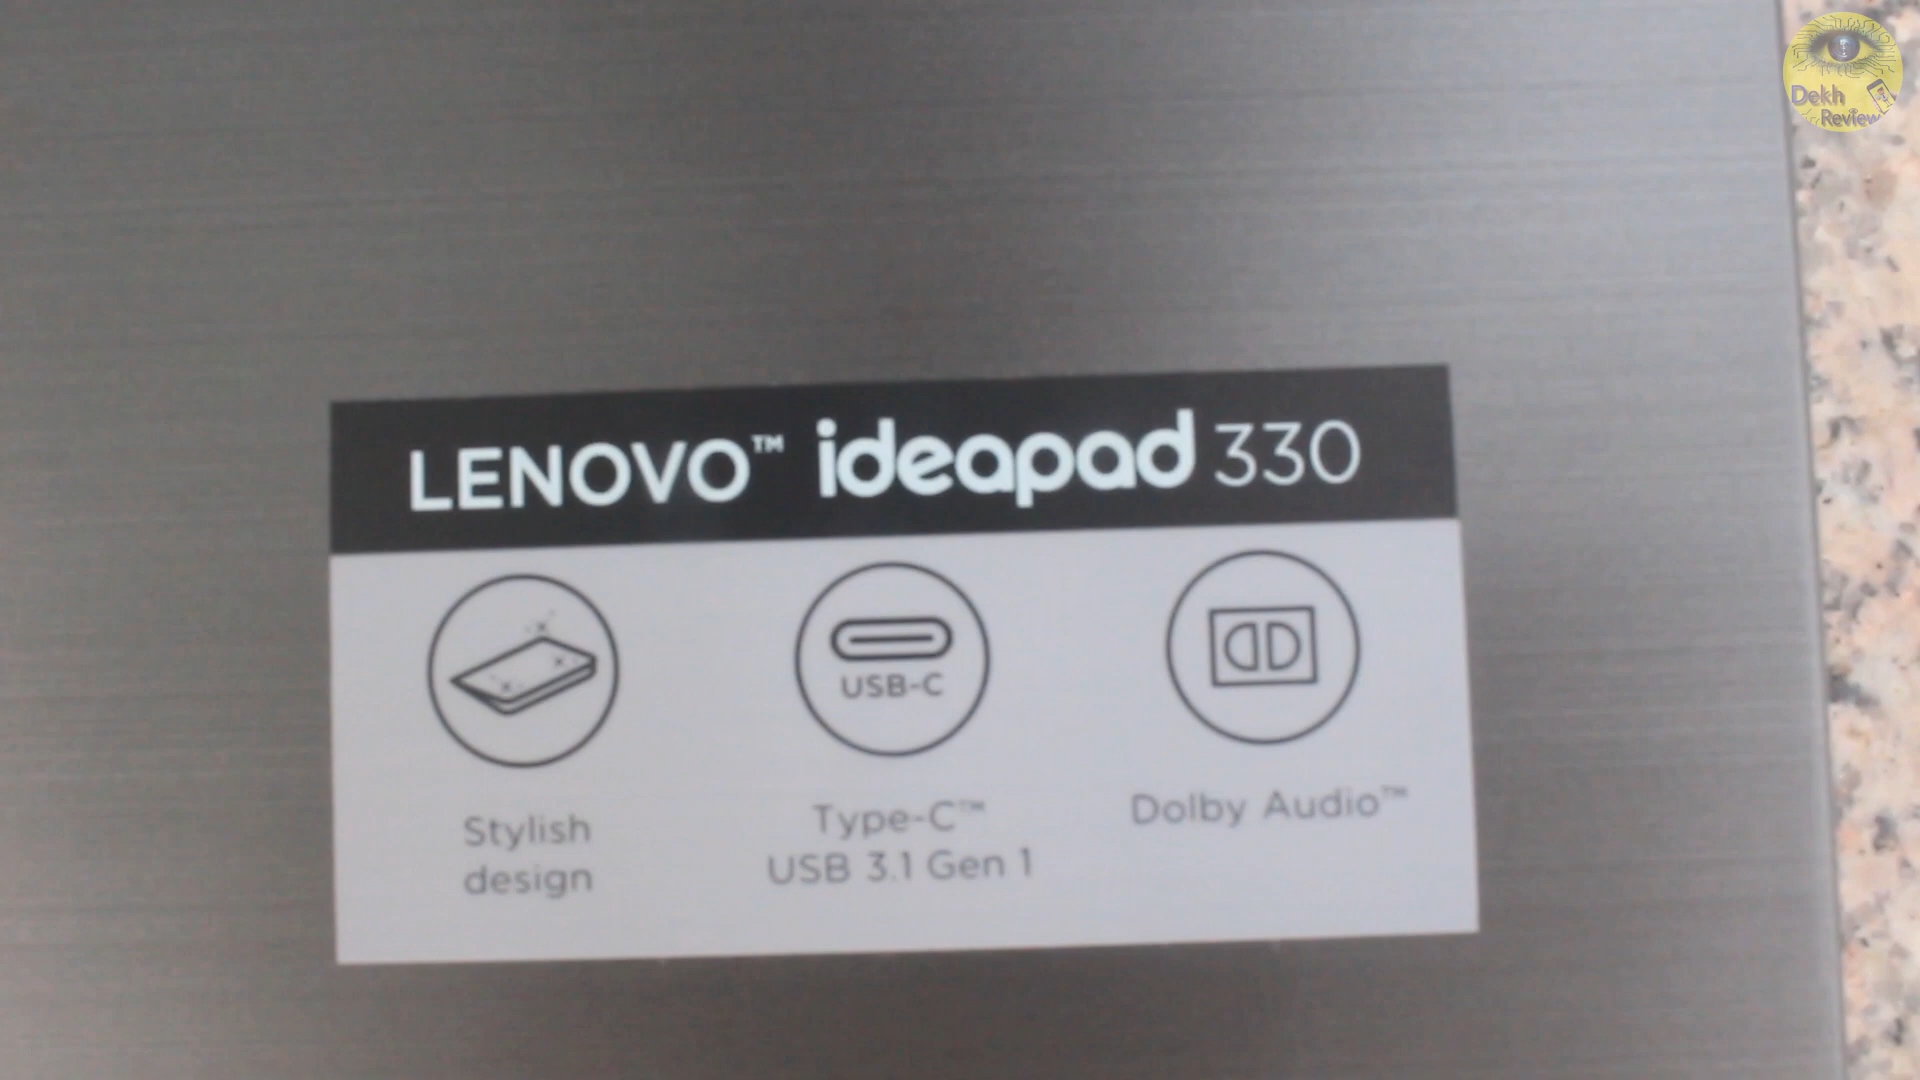 Dekh
Review
LENOVO™ ideapad 330
USB-C
Stylish
design
Type-C™
USB 3.1 Gen 1
Dolby Audio™